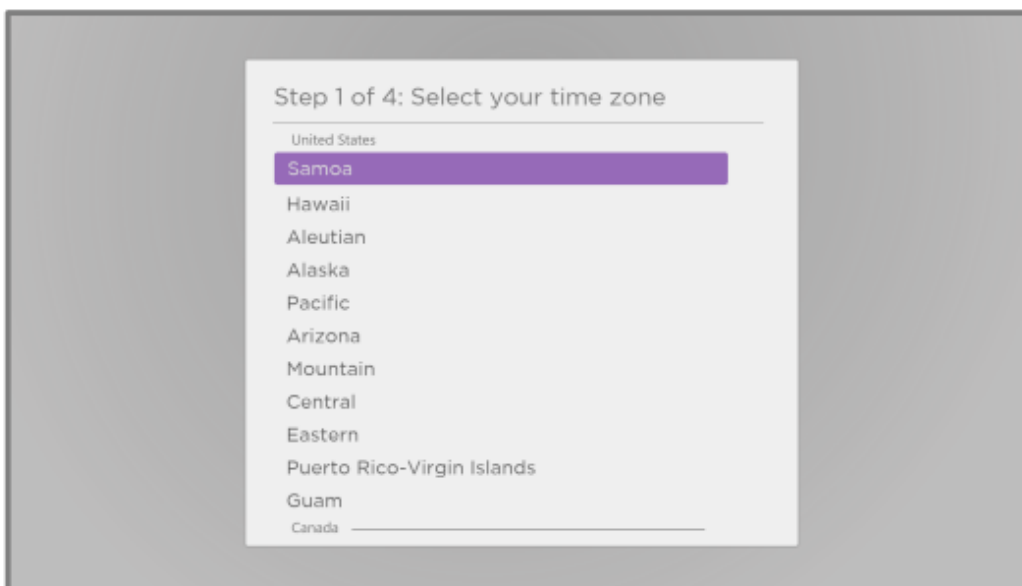 Step 1 of 4: Select your time zone
United States
Samoa
Hawaii
Aleutian
Alaska
Pacific
Arizona
Mountain
Central
Eastern
Puerto Rico-Virgin Islands
Guam
Canada